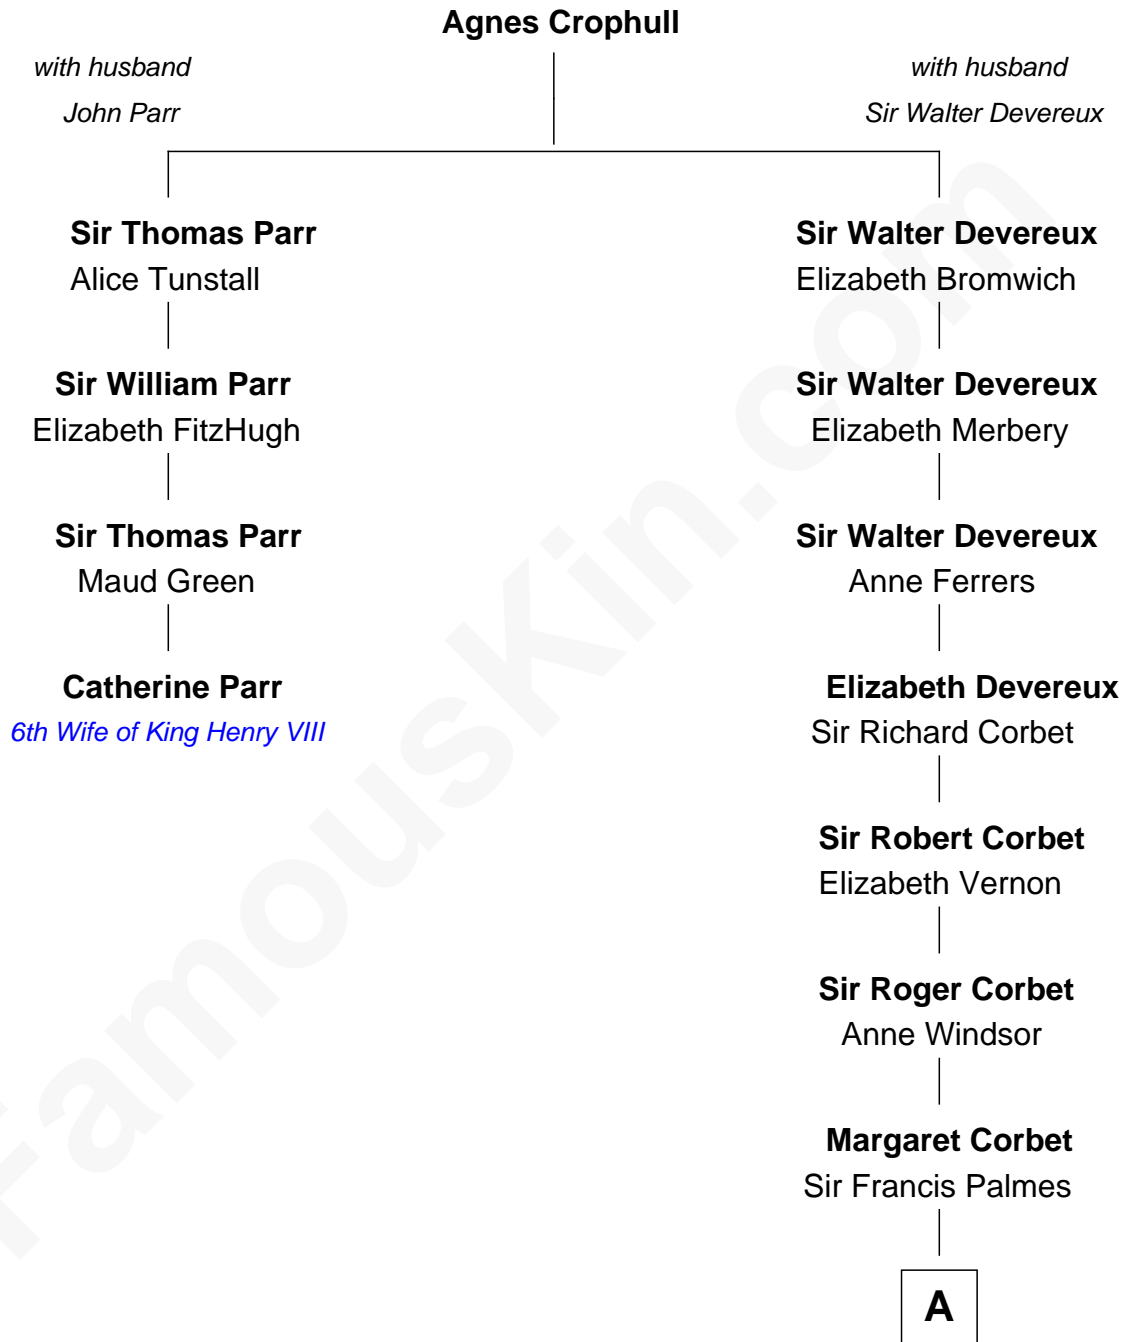 Agnes Crophull
with husband
John Parr
with husband
Sir Walter Devereux
Sir Thomas Parr
Alice Tunstall
Sir William Parr
Elizabeth FitzHugh
Sir Thomas Parr
Maud Green
Catherine Parr
6th Wife of King Henry VIII
Sir Walter Devereux
Elizabeth Bromwich
Sir Walter Devereux
Elizabeth Merbery
Sir Walter Devereux
Anne Ferrers
Elizabeth Devereux
Sir Richard Corbet
Sir Robert Corbet
Elizabeth Vernon
Sir Roger Corbet
Anne Windsor
Margaret Corbet
Sir Francis Palmes
A
FamousKin.com